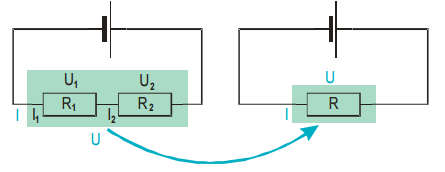 U₁ U₂
R₁ R₂
I I₁ I₂
U
U
R
I